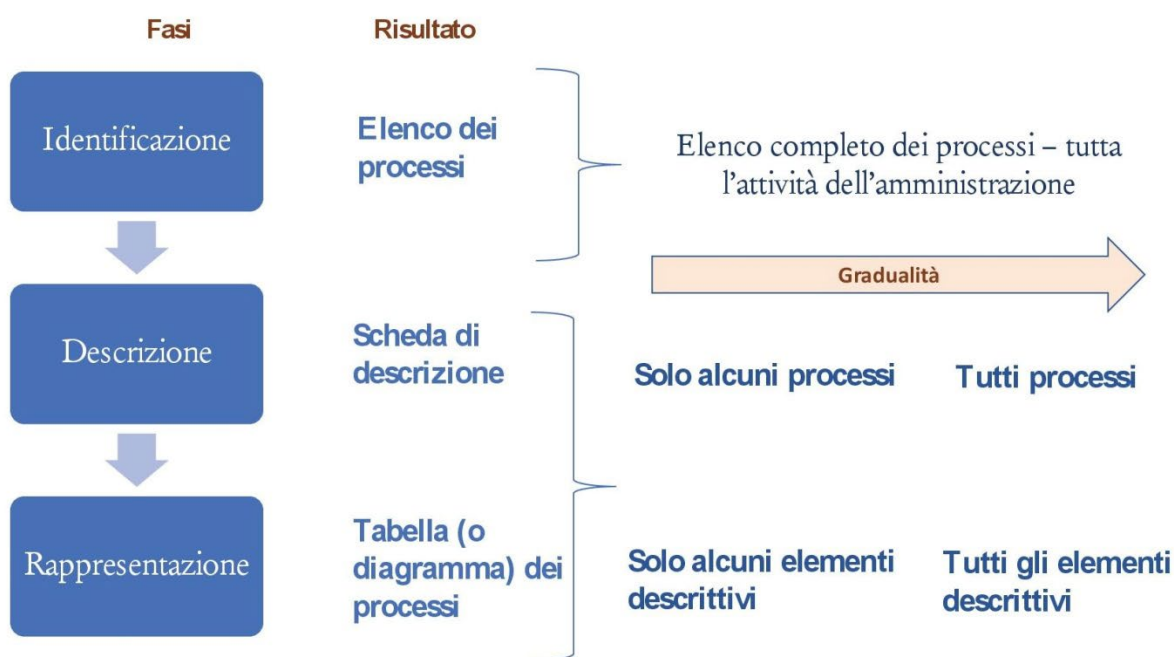 Fasi
Risultato
Identificazione
Elenco dei
processi
Elenco completo dei processi – tutta
l'attività dell'amministrazione
Gradualità
Descrizione
Scheda di
descrizione
Solo alcuni processi
Tutti processi
Rappresentazione
Tabella (o
diagramma) dei
processi
Solo alcuni elementi
descrittivi
Tutti gli elementi
descrittivi